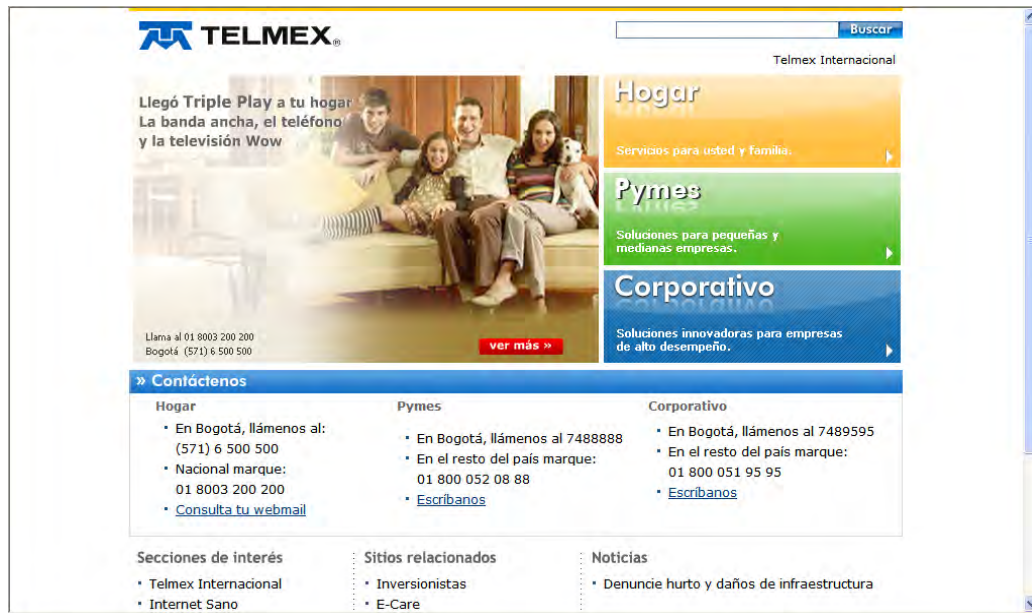 TELMEX®
Buscar
Telmex Internacional
Llegó Triple Play a tu hogar
La banda ancha, el teléfono
y la televisión Wow
Llama al 01 8003 200 200
Bogotá (571) 6 500 500
ver más »
Hogar
Servicios para usted y familia.
Pymes
Soluciones para pequeñas y
medianas empresas.
Corporativo
Soluciones innovadoras para empresas
de alto desempeño.
» Contáctenos
Hogar
▪ En Bogotá, llámenos al:
(571) 6 500 500
▪ Nacional marque:
01 8003 200 200
▪ Consulta tu webmail
Pymes
▪ En Bogotá, llámenos al 7488888
▪ En el resto del país marque:
01 800 052 08 88
▪ Escríbanos
Corporativo
▪ En Bogotá, llámenos al 7489595
▪ En el resto del país marque:
01 800 051 95 95
▪ Escríbanos
Secciones de interés
▪ Telmex Internacional
▪ Internet Sano
Sitios relacionados
▪ Inversionistas
▪ E-Care
Noticias
▪ Denuncie hurto y daños de infraestructura